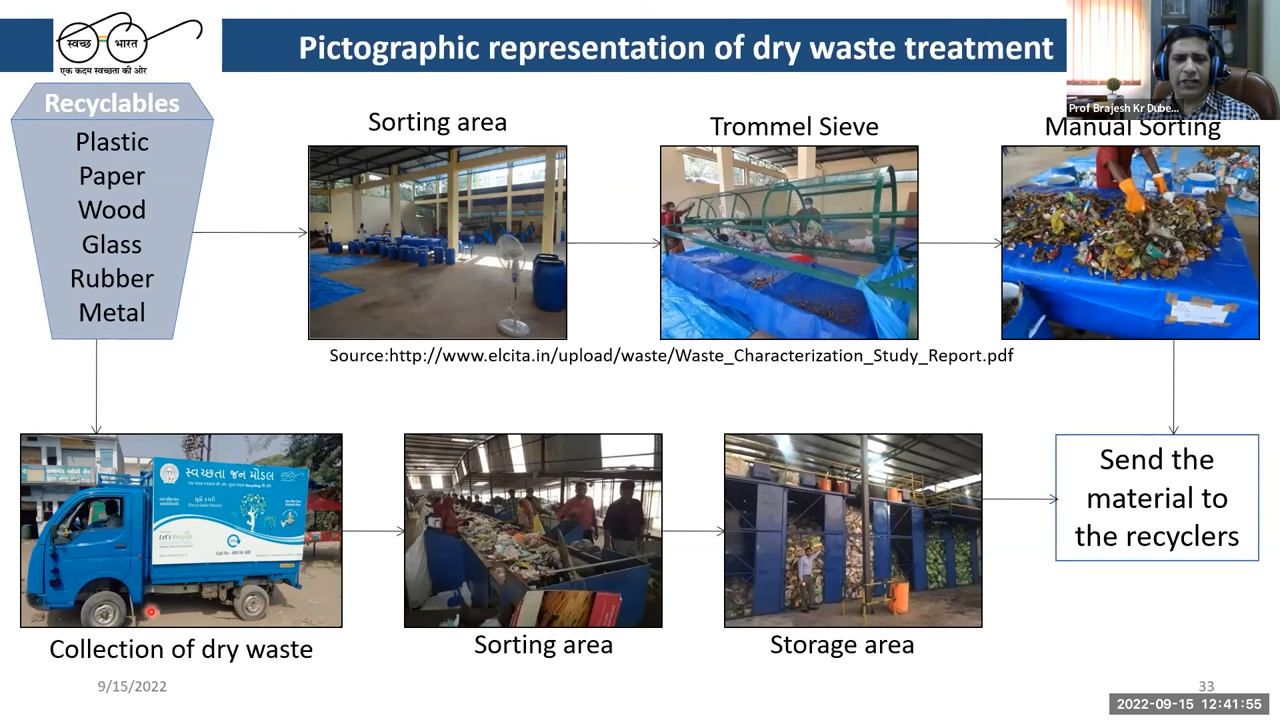 स्वच्छ भारत
एक कदम स्वच्छता की ओर
Pictographic representation of dry waste treatment
Prof Brajesh Kr Dube...
Recyclables
Plastic
Paper
Wood
Glass
Rubber
Metal
Sorting area
Trommel Sieve
Manual Sorting
Source:http://www.elcita.in/upload/waste/Waste_Characterization_Study_Report.pdf
સ્વચ્છતા જન મોડલ
Let's Recycle
Collection of dry waste
Sorting area
Storage area
Send the
material to
the recyclers
9/15/2022
33
2022-09-15 12:41:55